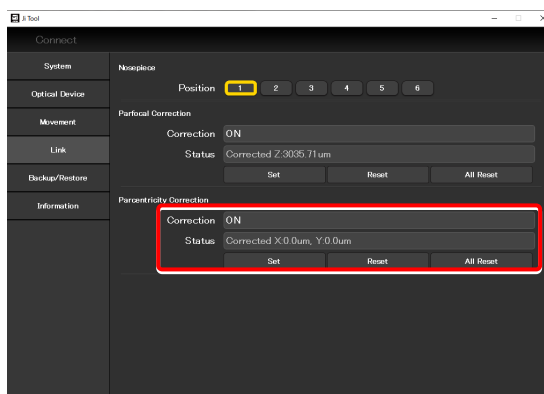 Ji Tool
Connect
System
Optical Device
Movement
Link
Backup/Restore
Information
Nosepiece
Position 1 2 3 4 5 6
Parfocal Correction
Correction ON
Status Corrected Z:3035.71um
Set Reset All Reset
Parcentricity Correction
Correction ON
Status Corrected X:0.0um, Y:0.0um
Set Reset All Reset